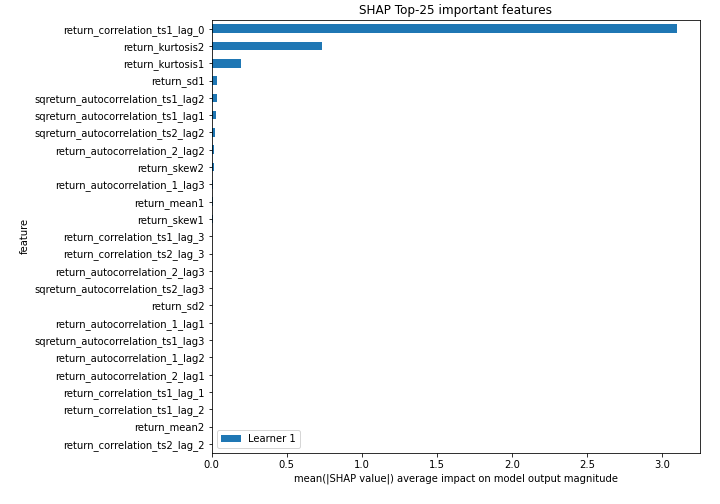 SHAP Top-25 important features
return_correlation_ts1_lag_0
return_kurtosis2
return_kurtosis1
return_sd1
sqreturn_autocorrelation_ts1_lag2
sqreturn_autocorrelation_ts1_lag1
sqreturn_autocorrelation_ts2_lag2
return_autocorrelation_2_lag2
return_skew2
return_autocorrelation_1_lag3
return_mean1
return_skew1
return_correlation_ts1_lag_3
return_correlation_ts2_lag_3
return_autocorrelation_2_lag3
sqreturn_autocorrelation_ts2_lag3
return_sd2
return_autocorrelation_1_lag1
sqreturn_autocorrelation_ts1_lag3
return_autocorrelation_1_lag2
return_autocorrelation_2_lag1
return_correlation_ts1_lag_1
return_correlation_ts1_lag_2
return_mean2
return_correlation_ts2_lag_2
feature
Learner 1
0.0 0.5 1.0 1.5 2.0 2.5 3.0
mean(|SHAP value|) average impact on model output magnitude